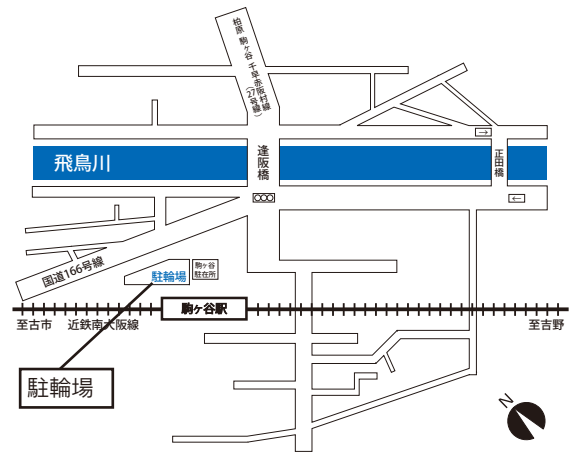 柏原 駒ヶ谷 千早赤阪村線
(27号線)
→
飛鳥川
逢阪橋
正田橋
←
国道166号線
駐輪場
駒ヶ谷
駐在所
駒ヶ谷駅
至古市
近鉄南大阪線
至吉野
駐輪場
N